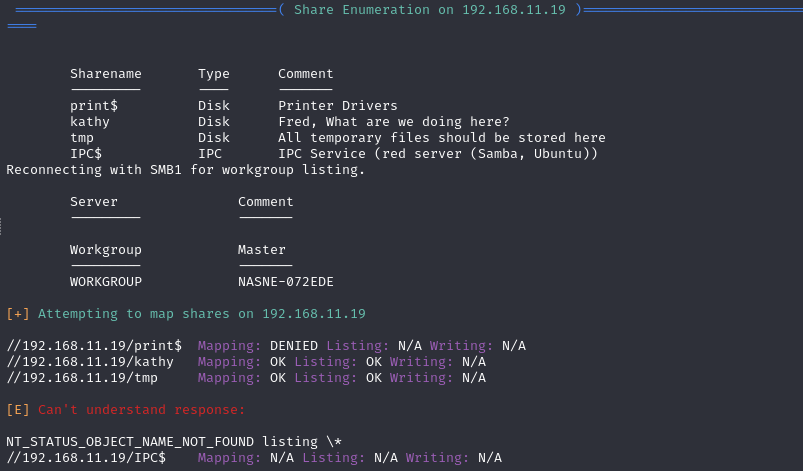 ( Share Enumeration on 192.168.11.19 )
Sharename Type Comment
print$ Disk Printer Drivers
kathy Disk Fred, What are we doing here?
tmp Disk All temporary files should be stored here
IPC$ IPC IPC Service (red server (Samba, Ubuntu))
Reconnecting with SMB1 for workgroup listing.
Server Comment
Workgroup Master
WORKGROUP NASNE-072EDE
[+] Attempting to map shares on 192.168.11.19
//192.168.11.19/print$ Mapping: DENIED Listing: N/A Writing: N/A
//192.168.11.19/kathy Mapping: OK Listing: OK Writing: N/A
//192.168.11.19/tmp Mapping: OK Listing: OK Writing: N/A
[E] Can't understand response:
NT_STATUS_OBJECT_NAME_NOT_FOUND listing \*
//192.168.11.19/IPC$ Mapping: N/A Listing: N/A Writing: N/A